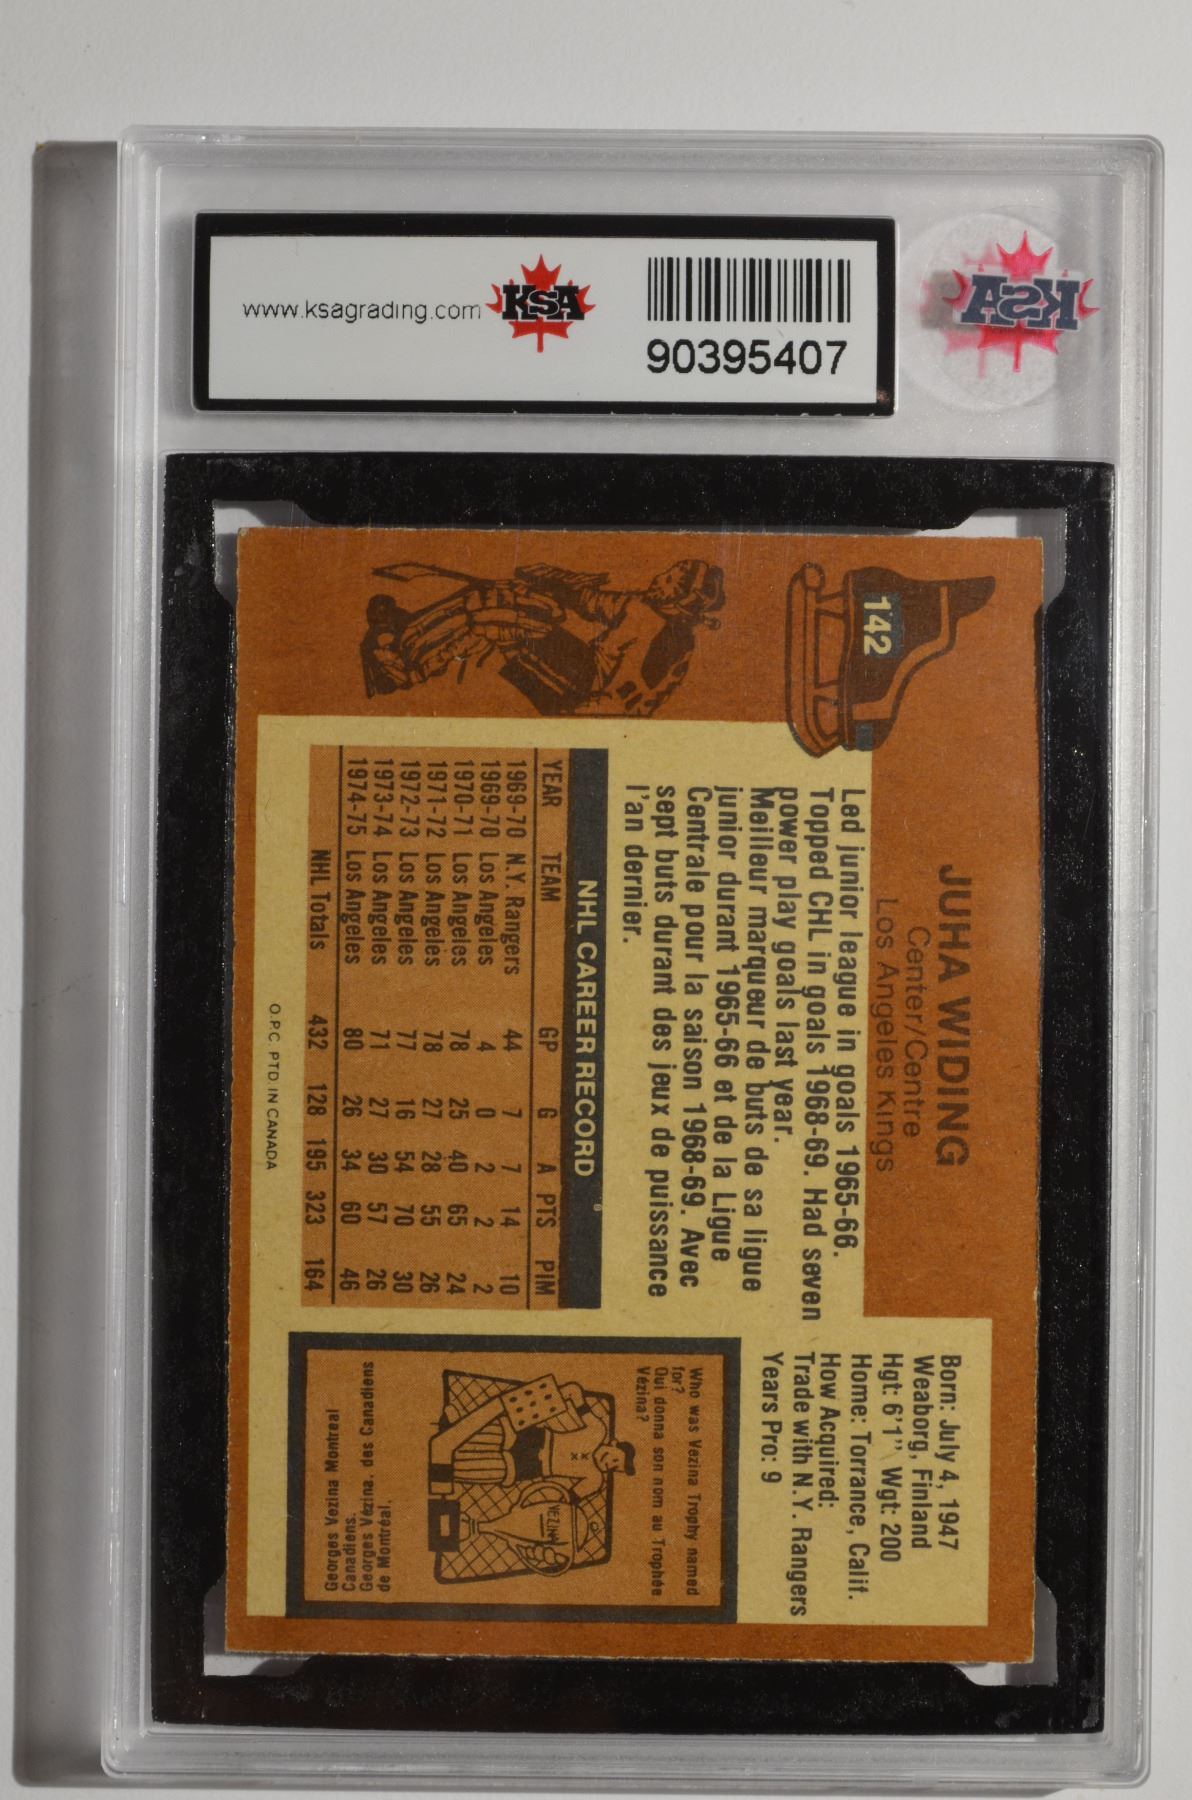 www.ksagrading.com
KSA
90395407
KSA
142
JUHA WIDING
Center/Centre
Los Angeles Kings
Led junior league in goals 1965-66.
Topped CHL in goals 1968-69. Had seven
power play goals last year.
Meilleur marqueur de buts de sa ligue
junior durant 1965-66 et de la Ligue
Centrale pour la saison 1968-69. Avec
sept buts durant des jeux de puissance
l'an dernier.
Born: July 4, 1947
Weaborg, Finland
Hgt: 6'1" Wgt: 200
Home: Torrance, Calif.
How Acquired:
Trade with N.Y. Rangers
Years Pro: 9
NHL CAREER RECORD
YEAR TEAM GP G A PTS PIM
1969-70 N.Y. Rangers 44 7 7 14 10
1969-70 Los Angeles 4 0 2 2 2
1970-71 Los Angeles 78 25 40 65 24
1971-72 Los Angeles 78 27 28 55 26
1972-73 Los Angeles 77 16 54 70 30
1973-74 Los Angeles 71 27 30 57 26
1974-75 Los Angeles 80 26 34 60 46
NHL Totals 432 128 195 323 164
O.P.C. PTD. IN CANADA
Who was Vezina Trophy named
for?
Qui donna son nom au Trophée
Vézina?
VEZINA
Georges Vezina Montreal
Canadiens.
Georges Vézina, des Canadiens
de Montréal.